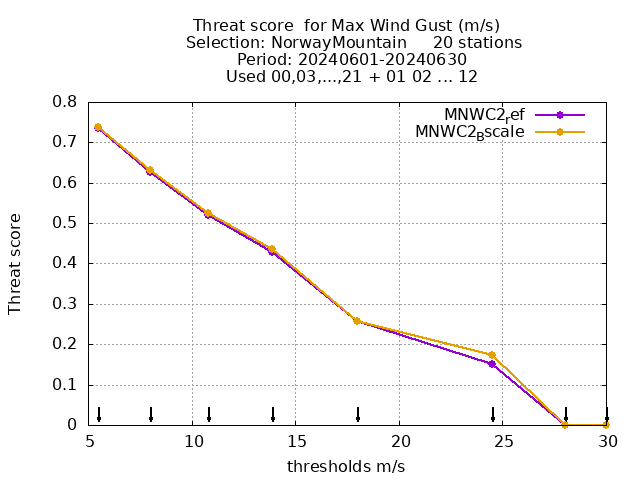 Threat score  for Max Wind Gust (m/s)
Selection: NorwayMountain     20 stations
Period: 20240601-20240630
Used 00,03,...,21 + 01 02 ... 12
MNWC2ref
MNWC2Bscale
Threat score
0.8
0.7
0.6
0.5
0.4
0.3
0.2
0.1
0
5 10 15 20 25 30
thresholds m/s